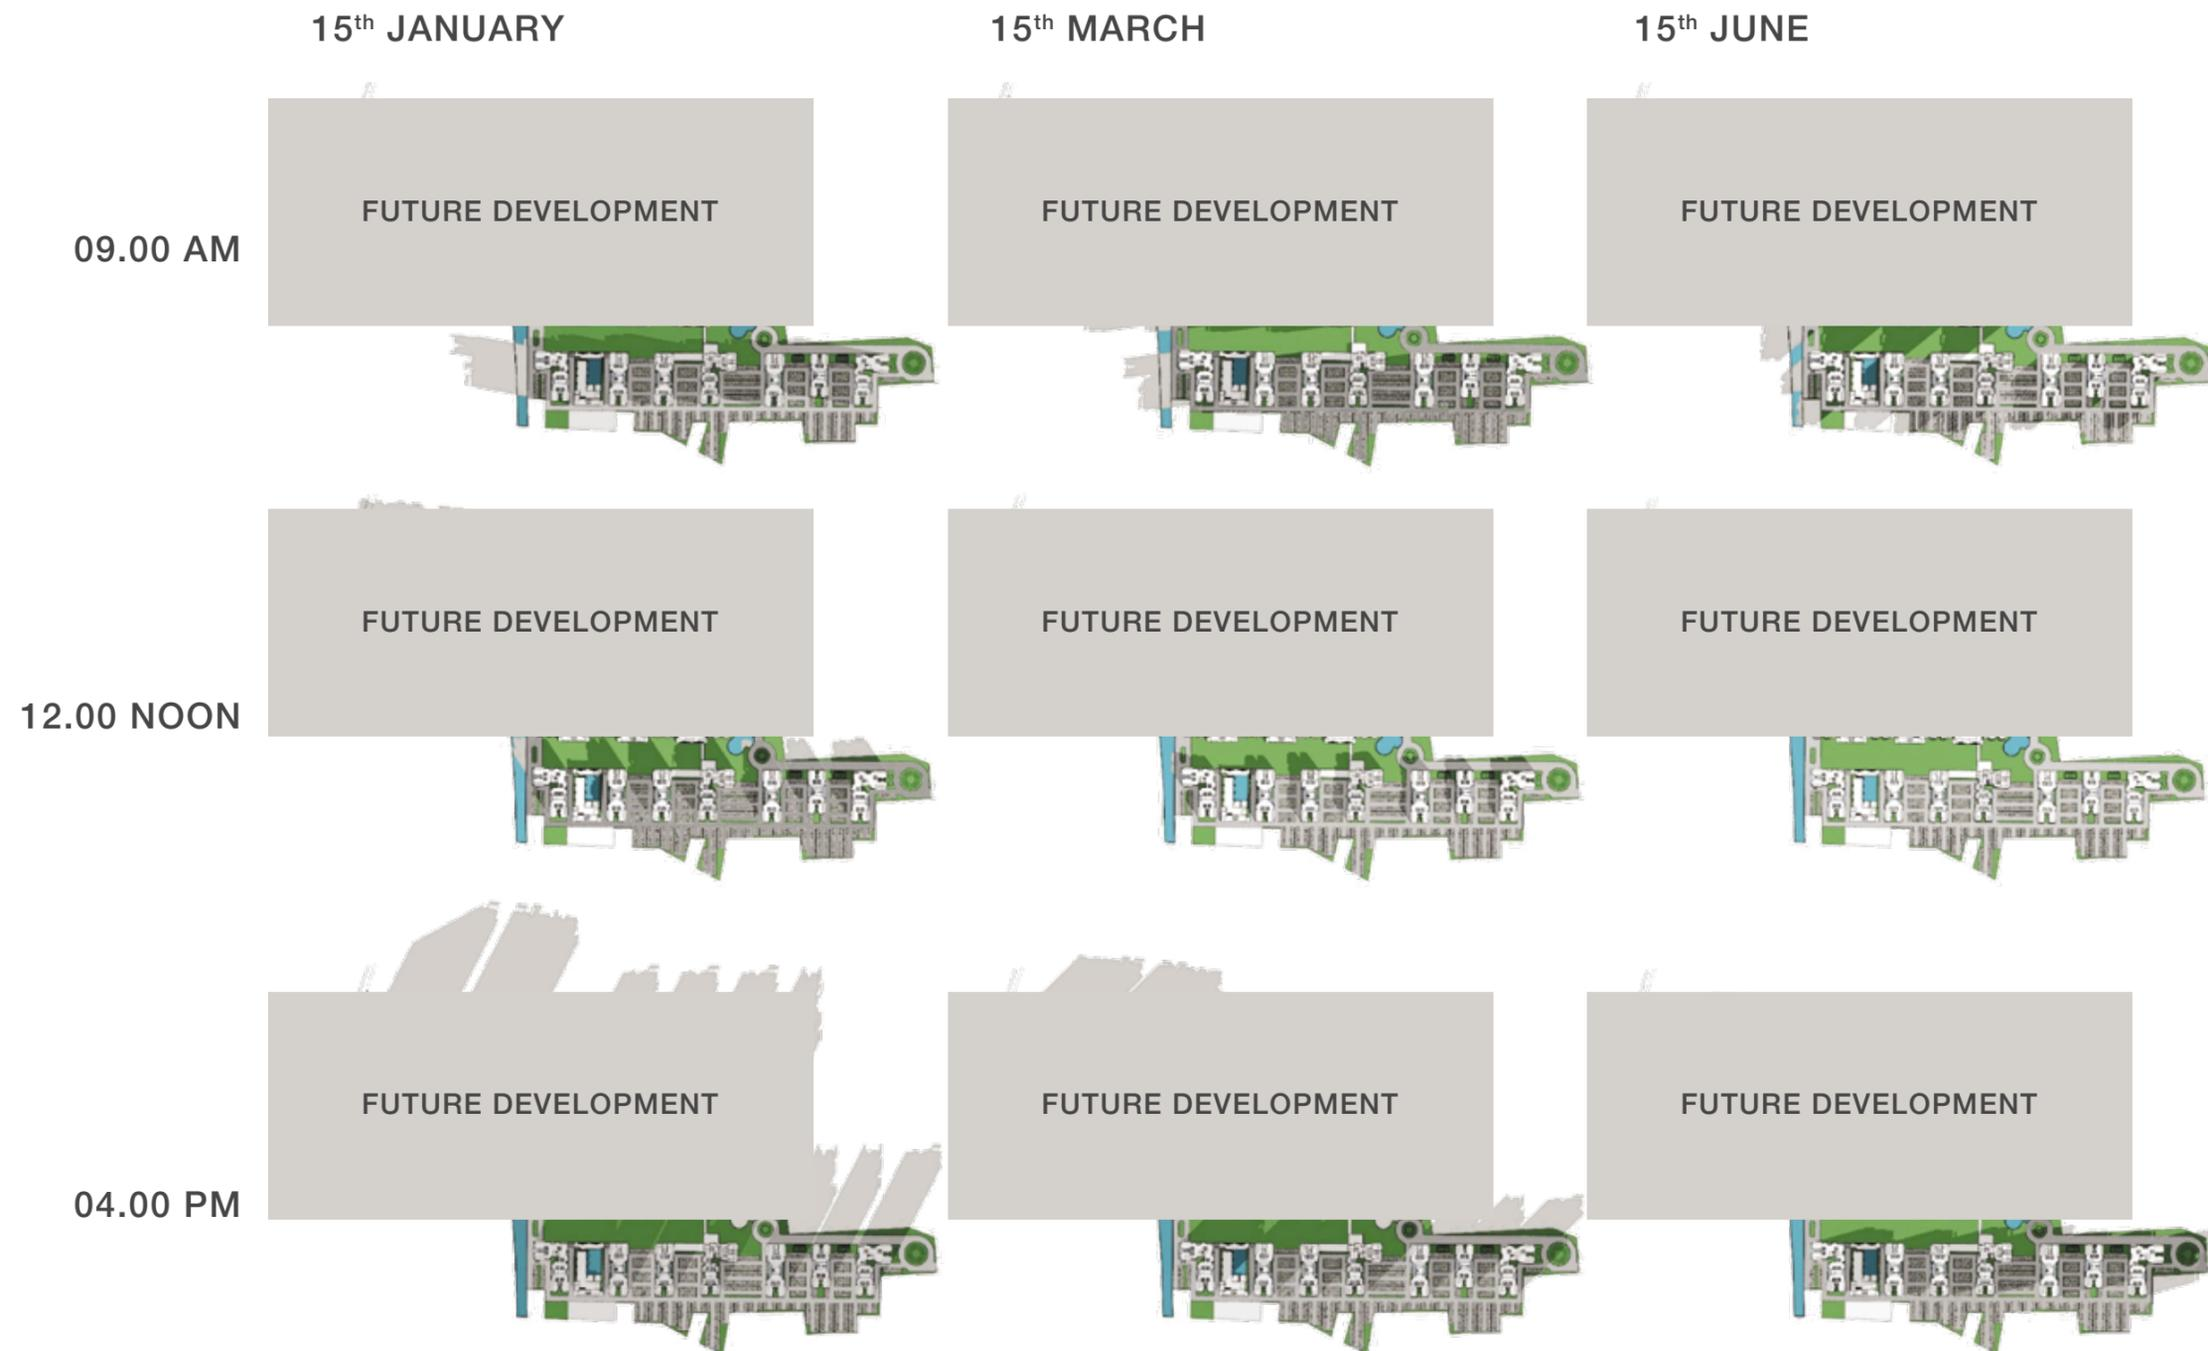 15th JANUARY 15th MARCH 15th JUNE
FUTURE DEVELOPMENT FUTURE DEVELOPMENT FUTURE DEVELOPMENT
09.00 AM
FUTURE DEVELOPMENT FUTURE DEVELOPMENT FUTURE DEVELOPMENT
12.00 NOON
FUTURE DEVELOPMENT FUTURE DEVELOPMENT FUTURE DEVELOPMENT
04.00 PM